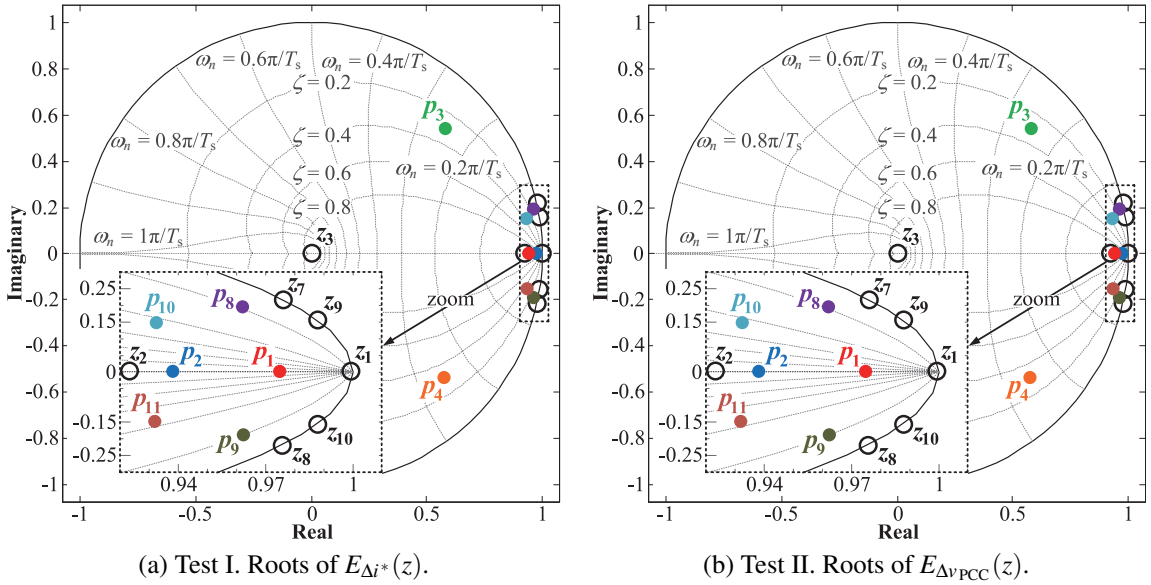 1
0.8
0.6
0.4
0.2
0
-0.2
-0.4
-0.6
-0.8
-1
Imaginary
ωn = 0.6π/Ts
ωn = 0.4π/Ts
ζ = 0.2
p3
ωn = 0.8π/Ts
ζ = 0.4
ωn = 0.2π/Ts
ζ = 0.6
ζ = 0.8
z3
ωn = 1π/Ts
zoom
0.25
0.15
0
-0.15
-0.25
p10
p8
z7
z9
z2
p2
p1
z1
p11
p9
z10
z8
p4
0.94
0.97
1
-1
-0.5
0
0.5
1
Real
(a) Test I. Roots of EΔi*(z).
1
0.8
0.6
0.4
0.2
0
-0.2
-0.4
-0.6
-0.8
-1
Imaginary
ωn = 0.6π/Ts
ωn = 0.4π/Ts
ζ = 0.2
p3
ωn = 0.8π/Ts
ζ = 0.4
ωn = 0.2π/Ts
ζ = 0.6
ζ = 0.8
z3
ωn = 1π/Ts
zoom
0.25
0.15
0
-0.15
-0.25
p10
p8
z7
z9
z2
p2
p1
z1
p11
p9
z10
z8
p4
0.94
0.97
1
-1
-0.5
0
0.5
1
Real
(b) Test II. Roots of EΔvPCC(z).